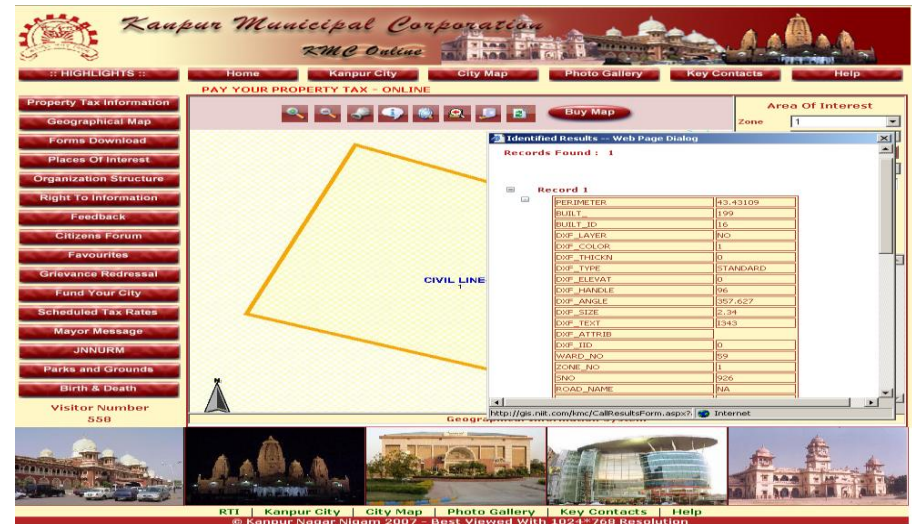 Kanpur Municipal Corporation
KMC Online
:: HIGHLIGHTS ::
Home
Kanpur City
City Map
Photo Gallery
Key Contacts
Help
PAY YOUR PROPERTY TAX - ONLINE
Property Tax Information
Geographical Map
Forms Download
Places Of Interest
Organization Structure
Right To Information
Feedback
Citizens Forum
Favourites
Grievance Redressal
Fund Your City
Scheduled Tax Rates
Mayor Message
JNNURM
Parks and Grounds
Birth & Death
Visitor Number
558
Buy Map
Area Of Interest
Zone 1
CIVIL LINE
1
N
Identified Results -- Web Page Dialog
Records Found : 1
Record 1
PERIMETER 43.43109
BUILT_ 199
BUILT_ID 16
DXF_LAYER NO
DXF_COLOR 1
DXF_THICKN 0
DXF_TYPE STANDARD
DXF_ELEVAT 0
DXF_HANDLE 96
DXF_ANGLE 357.627
DXF_SIZE 2.34
DXF_TEXT I343
DXF_ATTRIB
DXF_IID 0
WARD_NO 59
ZONE_NO 1
SNO 926
ROAD_NAME NA
http://gis.niit.com/kmc/CallResultsForm.aspx? Internet
Geographical Information System
RTI | Kanpur City | City Map | Photo Gallery | Key Contacts | Help
© Kanpur Nagar Nigam 2007 - Best Viewed With 1024*768 Resolution